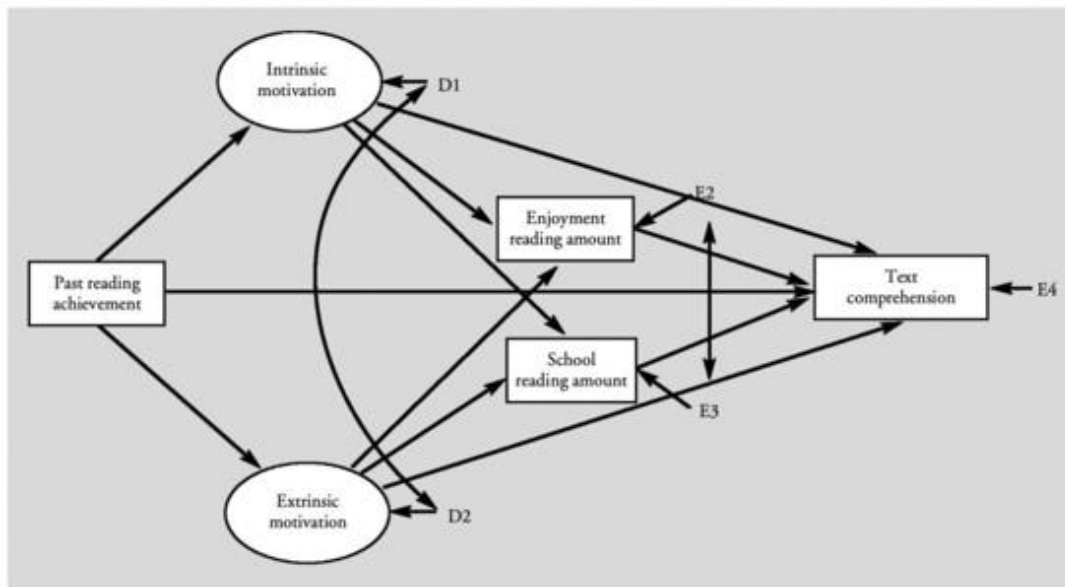 Intrinsic
motivation
D1
E2
Enjoyment
reading amount
Past reading
achievement
Text
comprehension
E4
School
reading amount
E3
Extrinsic
motivation
D2